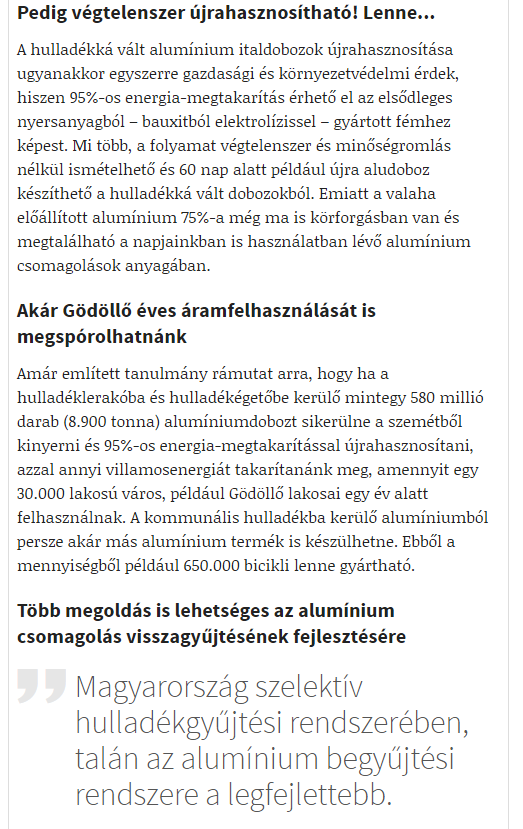 Pedig végtelenszer újrahasznosítható! Lenne...
A hulladékká vált alumínium italdobozok újrahasznosítása
ugyanakkor egyszerre gazdasági és környezetvédelmi érdek,
hiszen 95%-os energia-megtakarítás érhető el az elsődleges
nyersanyagból – bauxitból elektrolízissel – gyártott fémhez
képest. Mi több, a folyamat végtelenszer és minőségromlás
nélkül ismételhető és 60 nap alatt például újra aludoboz
készíthető a hulladékká vált dobozokból. Emiatt a valaha
előállított alumínium 75%-a még ma is körforgásban van és
megtalálható a napjainkban is használatban lévő alumínium
csomagolások anyagában.
Akár Gödöllő éves áramfelhasználását is
megspórolhatnánk
Amár említett tanulmány rámutat arra, hogy ha a
hulladéklerakóba és hulladékégetőbe kerülő mintegy 580 millió
darab (8.900 tonna) alumíniumdobozt sikerülne a szemétből
kinyerni és 95%-os energia-megtakarítással újrahasznosítani,
azzal annyi villamosenergiát takarítanánk meg, amennyit egy
30.000 lakosú város, például Gödöllő lakosai egy év alatt
felhasználnak. A kommunális hulladékba kerülő alumíniumból
persze akár más alumínium termék is készülhetne. Ebből a
mennyiségből például 650.000 bicikli lenne gyártható.
Több megoldás is lehetséges az alumínium
csomagolás visszagyűjtésének fejlesztésére
”Magyarország szelektív
hulladékgyűjtési rendszerében,
talán az alumínium begyűjtési
rendszere a legfejlettebb.